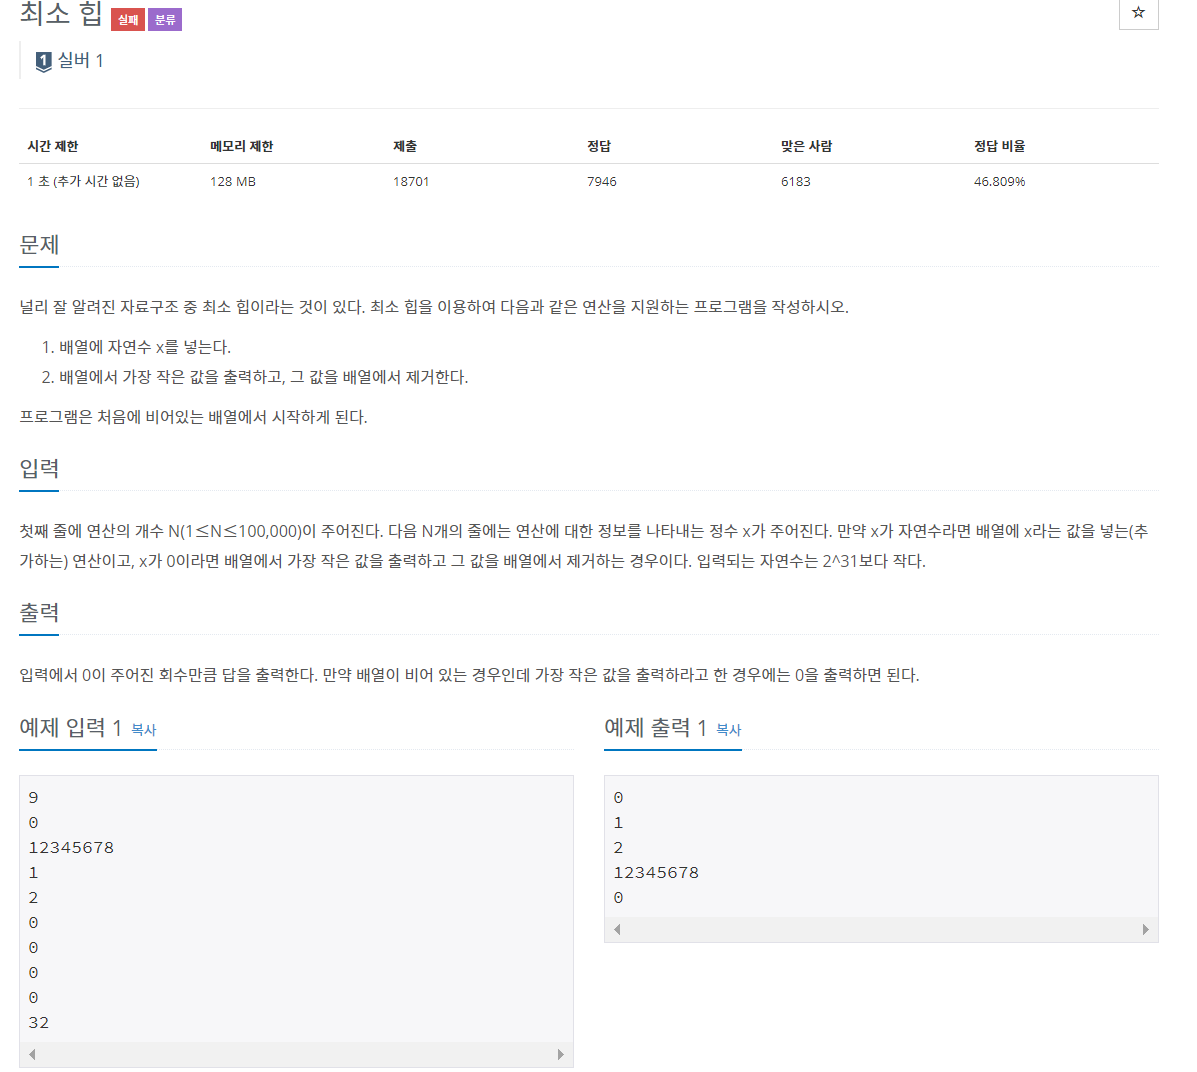 최소 힙 실패 분류
☆
1 실버 1
시간 제한 메모리 제한 제출 정답 맞은 사람 정답 비율
1 초 (추가 시간 없음) 128 MB 18701 7946 6183 46.809%
문제
널리 잘 알려진 자료구조 중 최소 힙이라는 것이 있다. 최소 힙을 이용하여 다음과 같은 연산을 지원하는 프로그램을 작성하시오.
1. 배열에 자연수 x를 넣는다.
2. 배열에서 가장 작은 값을 출력하고, 그 값을 배열에서 제거한다.
프로그램은 처음에 비어있는 배열에서 시작하게 된다.
입력
첫째 줄에 연산의 개수 N(1≤N≤100,000)이 주어진다. 다음 N개의 줄에는 연산에 대한 정보를 나타내는 정수 x가 주어진다. 만약 x가 자연수라면 배열에 x라는 값을 넣는(추
가하는) 연산이고, x가 0이라면 배열에서 가장 작은 값을 출력하고 그 값을 배열에서 제거하는 경우이다. 입력되는 자연수는 2^31보다 작다.
출력
입력에서 0이 주어진 회수만큼 답을 출력한다. 만약 배열이 비어 있는 경우인데 가장 작은 값을 출력하라고 한 경우에는 0을 출력하면 된다.
예제 입력 1 복사
9
0
12345678
1
2
0
0
0
0
32
예제 출력 1 복사
0
1
2
12345678
0